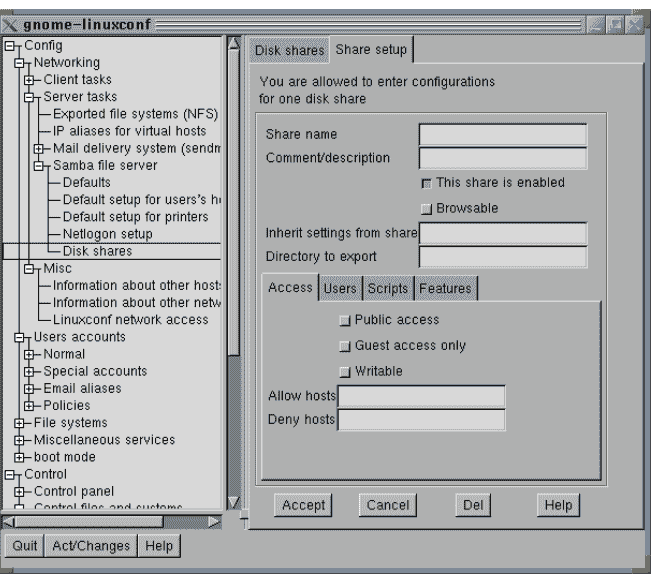 gnome-linuxconf
Config
Networking
Client tasks
Server tasks
Exported file systems (NFS)
IP aliases for virtual hosts
Mail delivery system (sendm
Samba file server
Defaults
Default setup for users's h
Default setup for printers
Netlogon setup
Disk shares
Misc
Information about other host
Information about other netw
Linuxconf network access
Users accounts
Normal
Special accounts
Email aliases
Policies
File systems
Miscellaneous services
boot mode
Control
Control panel
Control files and systems
Quit Act/Changes Help
Disk shares Share setup
You are allowed to enter configurations
for one disk share
Share name
Comment/description
This share is enabled
Browsable
Inherit settings from share
Directory to export
Access Users Scripts Features
Public access
Guest access only
Writable
Allow hosts
Deny hosts
Accept Cancel Del Help